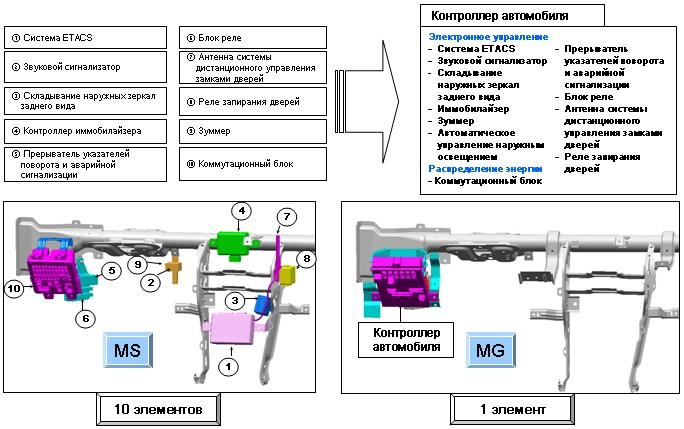 ① Система ETACS
② Звуковой сигнализатор
③ Складывание наружных зеркал
заднего вида
④ Контроллер иммобилайзера
⑤ Прерыватель указателей
поворота и аварийной
сигнализации
⑥ Блок реле
⑦ Антенна системы
дистанционного управления
замками дверей
⑧ Реле запирания дверей
⑨ Зуммер
⑩ Коммутационный блок
Контроллер автомобиля
Электронное управление
- Система ETACS
- Звуковой сигнализатор
- Складывание
наружных зеркал
заднего вида
- Иммобилайзер
- Зуммер
- Автоматическое
управление наружным
освещением
Распределение энергии
- Коммутационный блок
- Прерыватель
указателей поворота
и аварийной
сигнализации
- Блок реле
- Антенна системы
дистанционного
управления замками
дверей
- Реле запирания
дверей
4
7
5
9
8
2
10
3
6
1
MS
10 элементов
Контроллер
автомобиля
MG
1 элемент